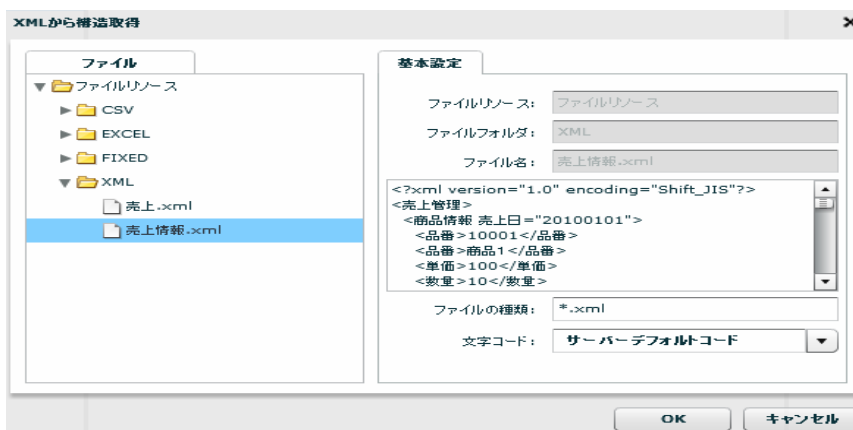 XMLから構造取得
ファイル
ファイルリソース
CSV
EXCEL
FIXED
XML
売上.xml
売上情報.xml
基本設定
ファイルリソース: ファイルリソース
ファイルフォルダ: XML
ファイル名: 売上情報.xml
<?xml version="1.0" encoding="Shift_JIS"?>
<売上管理>
<商品情報 売上日="20100101">
<品番>10001</品番>
<品番>商品1</品番>
<単価>100</単価>
<数量>10</数量>
ファイルの種類: *.xml
文字コード: サーバーデフォルトコード
OK キャンセル